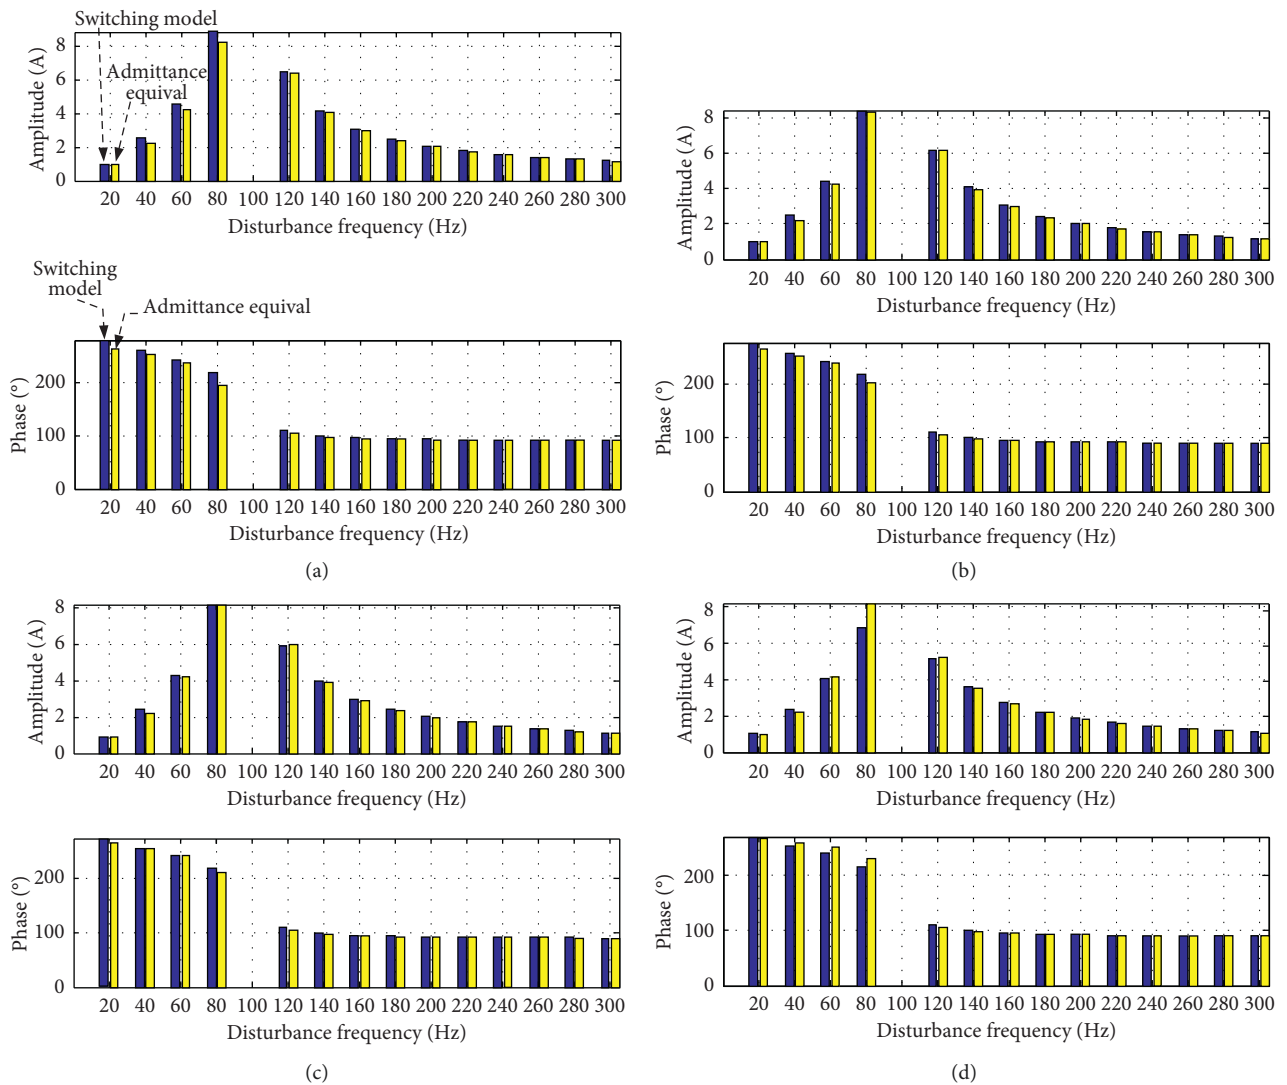 Switching model
Admittance
equival
Amplitude (A)
8
6
4
2
0
20 40 60 80 100 120 140 160 180 200 220 240 260 280 300
Disturbance frequency (Hz)
Switching
model
Admittance equival
Phase (°)
200
100
0
20 40 60 80 100 120 140 160 180 200 220 240 260 280 300
Disturbance frequency (Hz)
(a)
Amplitude (A)
8
6
4
2
0
20 40 60 80 100 120 140 160 180 200 220 240 260 280 300
Disturbance frequency (Hz)
Phase (°)
200
100
0
20 40 60 80 100 120 140 160 180 200 220 240 260 280 300
Disturbance frequency (Hz)
(b)
Amplitude (A)
8
6
4
2
0
20 40 60 80 100 120 140 160 180 200 220 240 260 280 300
Disturbance frequency (Hz)
Phase (°)
200
100
0
20 40 60 80 100 120 140 160 180 200 220 240 260 280 300
Disturbance frequency (Hz)
(c)
Amplitude (A)
8
6
4
2
0
20 40 60 80 100 120 140 160 180 200 220 240 260 280 300
Disturbance frequency (Hz)
Phase (°)
200
100
0
20 40 60 80 100 120 140 160 180 200 220 240 260 280 300
Disturbance frequency (Hz)
(d)